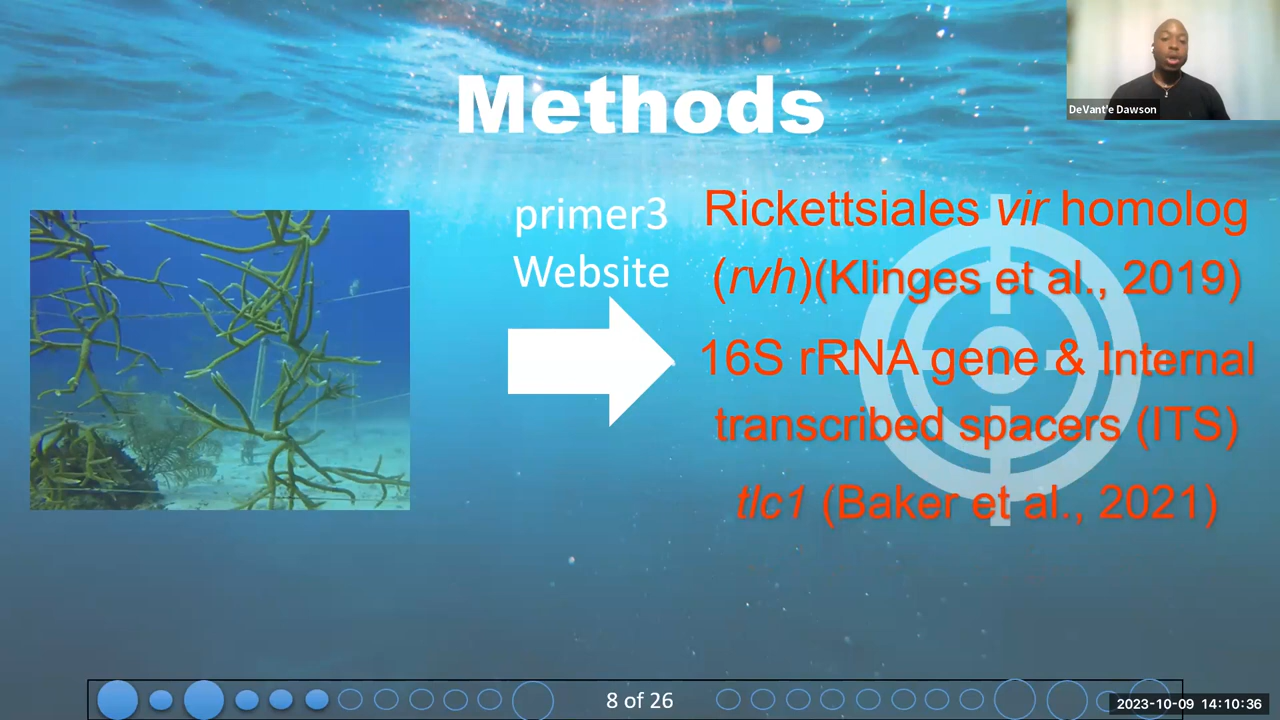 Methods
DeVant'e Dawson
primer3
Website
Rickettsiales vir homolog
(rvh)(Klinges et al., 2019)
16S rRNA gene & Internal
transcribed spacers (ITS)
tlc1 (Baker et al., 2021)
8 of 26
2023-10-09 14:10:36